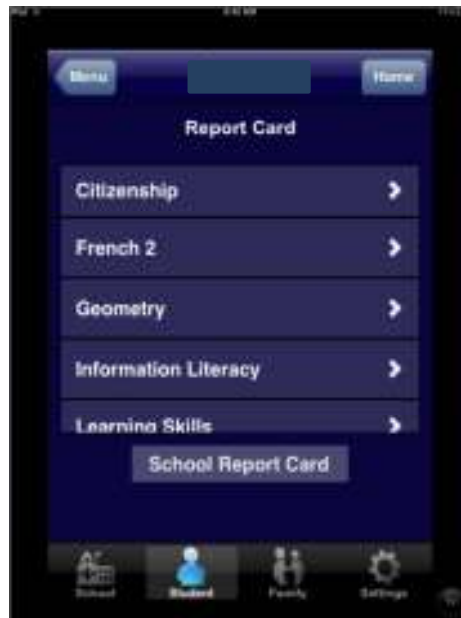 Menu
Home
Report Card
Citizenship
French 2
Geometry
Information Literacy
Learning Skills
School Report Card
School
Student
Family
Settings